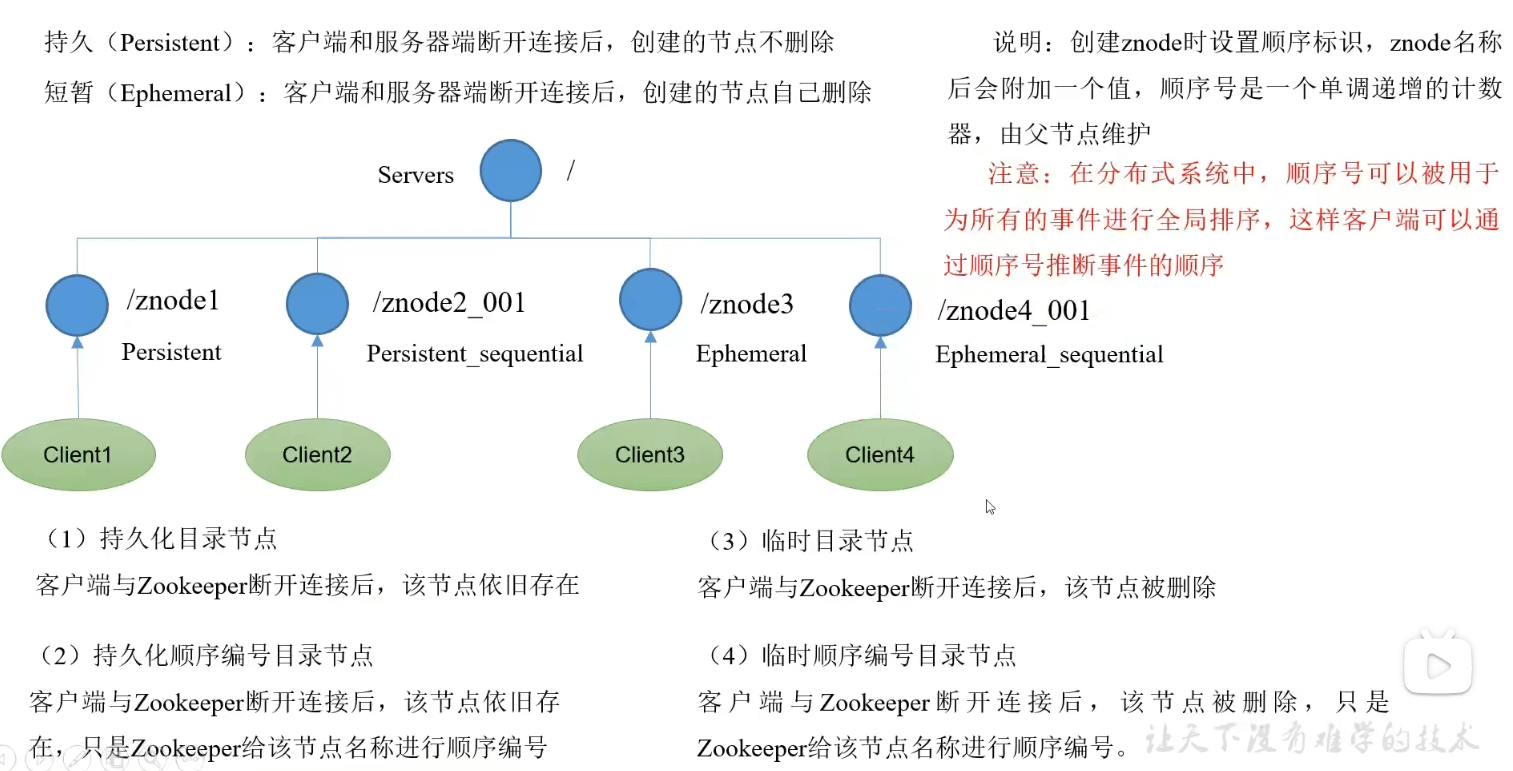 持久（Persistent）：客户端和服务器端断开连接后，创建的节点不删除
短暂（Ephemeral）：客户端和服务器端断开连接后，创建的节点自己删除
说明：创建znode时设置顺序标识，znode名称
后会附加一个值，顺序号是一个单调递增的计数
器，由父节点维护
注意：在分布式系统中，顺序号可以被用于
为所有的事件进行全局排序，这样客户端可以通
过顺序号推断事件的顺序
Servers
/
/znode1
Persistent
/znode2_001
Persistent_sequential
/znode3
Ephemeral
/znode4_001
Ephemeral_sequential
Client1
Client2
Client3
Client4
（1）持久化目录节点
客户端与Zookeeper断开连接后，该节点依旧存在
（2）持久化顺序编号目录节点
客户端与Zookeeper断开连接后，该节点依旧存
在，只是Zookeeper给该节点名称进行顺序编号
（3）临时目录节点
客户端与Zookeeper断开连接后，该节点被删除
（4）临时顺序编号目录节点
客户端与Zookeeper断开连接后，该节点被删除，只是
Zookeeper给该节点名称进行顺序编号。
让天下没有难学的技术